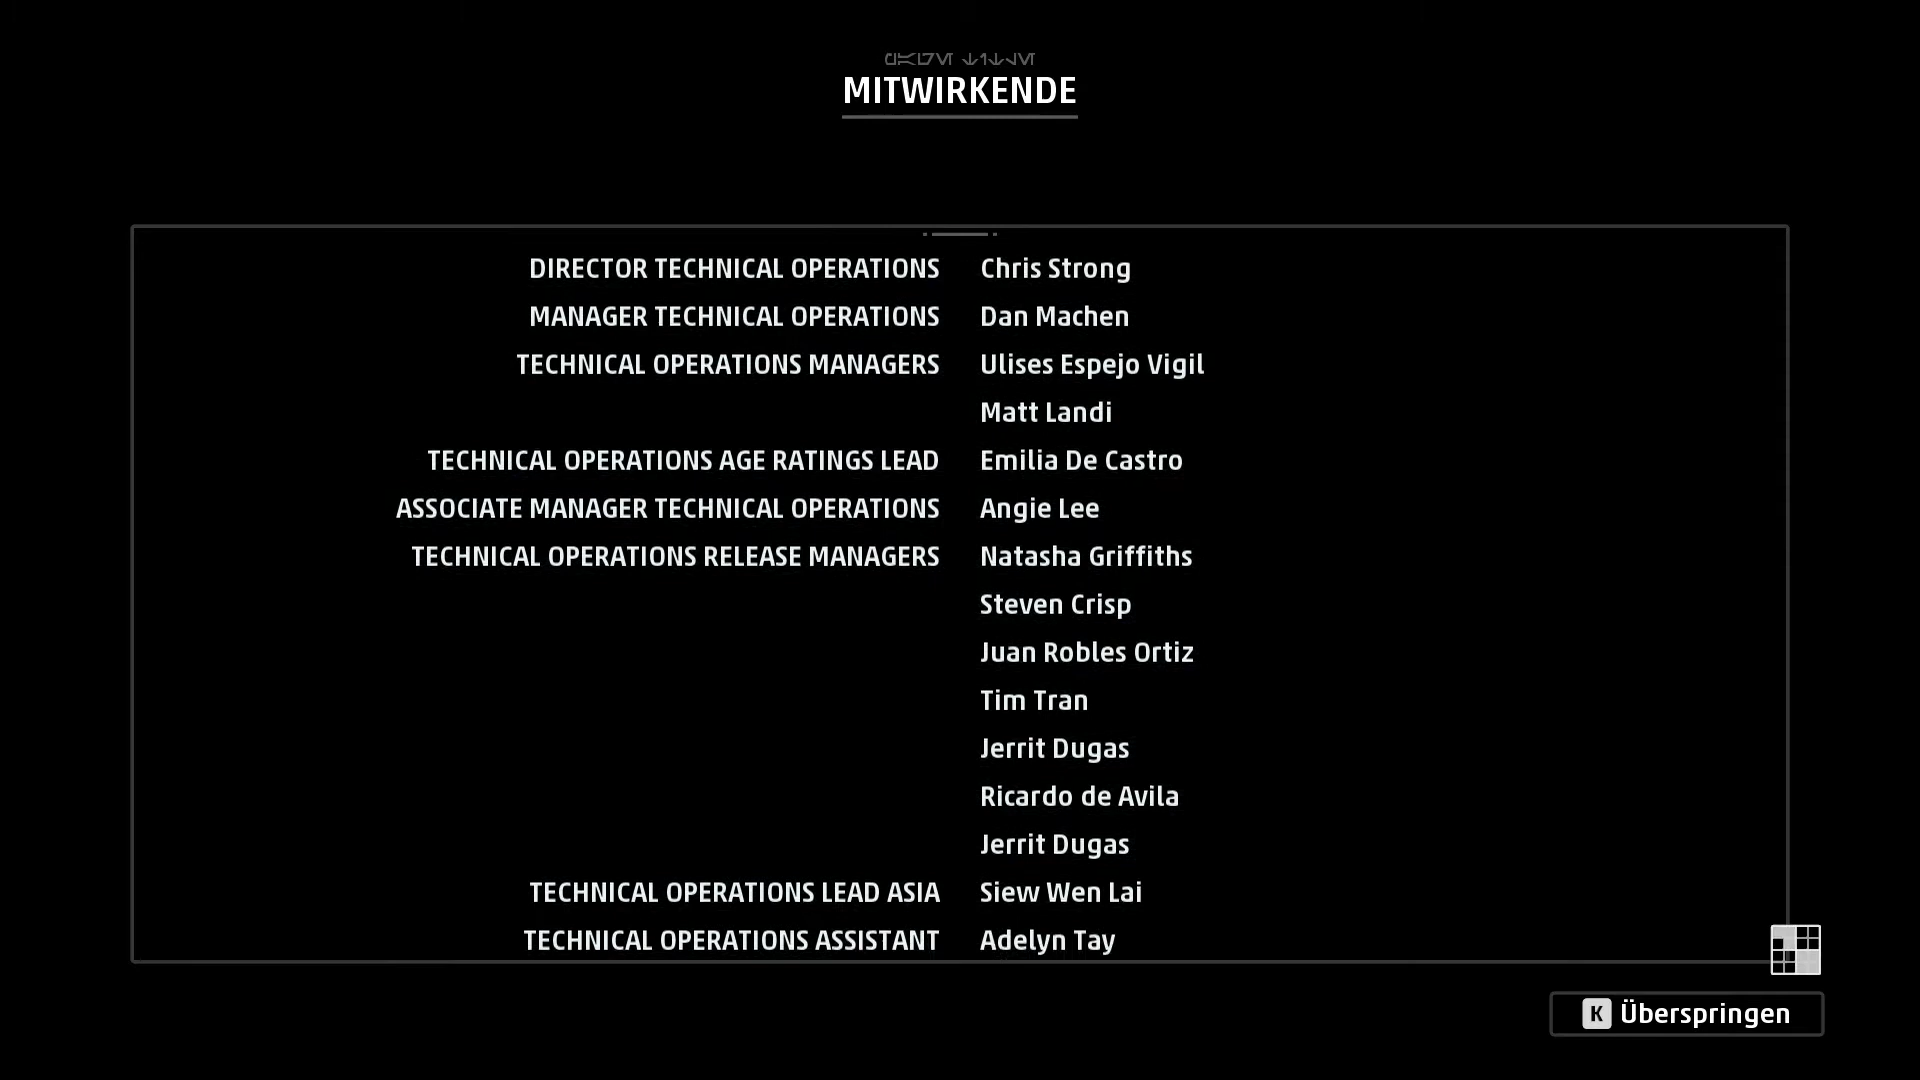 MITWIRKENDE
DIRECTOR TECHNICAL OPERATIONS Chris Strong
MANAGER TECHNICAL OPERATIONS Dan Machen
TECHNICAL OPERATIONS MANAGERS Ulises Espejo Vigil
Matt Landi
TECHNICAL OPERATIONS AGE RATINGS LEAD Emilia De Castro
ASSOCIATE MANAGER TECHNICAL OPERATIONS Angie Lee
TECHNICAL OPERATIONS RELEASE MANAGERS Natasha Griffiths
Steven Crisp
Juan Robles Ortiz
Tim Tran
Jerrit Dugas
Ricardo de Avila
Jerrit Dugas
TECHNICAL OPERATIONS LEAD ASIA Siew Wen Lai
TECHNICAL OPERATIONS ASSISTANT Adelyn Tay
K Überspringen